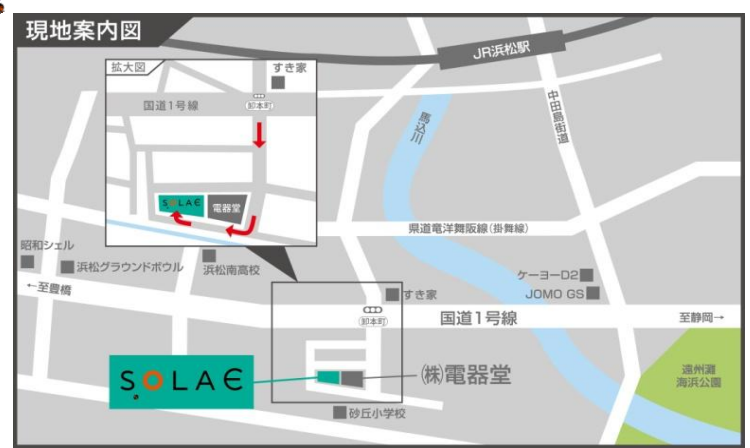 現地案内図
JR浜松駅
拡大図
すき家
国道1号線
卸本町
中田島街道
馬込川
SOLAE
電器堂
県道竜洋舞阪線(掛舞線)
昭和シェル
浜松グラウンドボウル
浜松南高校
←至豊橋
ケーヨーD2
JOMO GS
すき家
卸本町
国道1号線
至静岡→
SOLAE
㈱電器堂
遠州灘
海浜公園
砂丘小学校